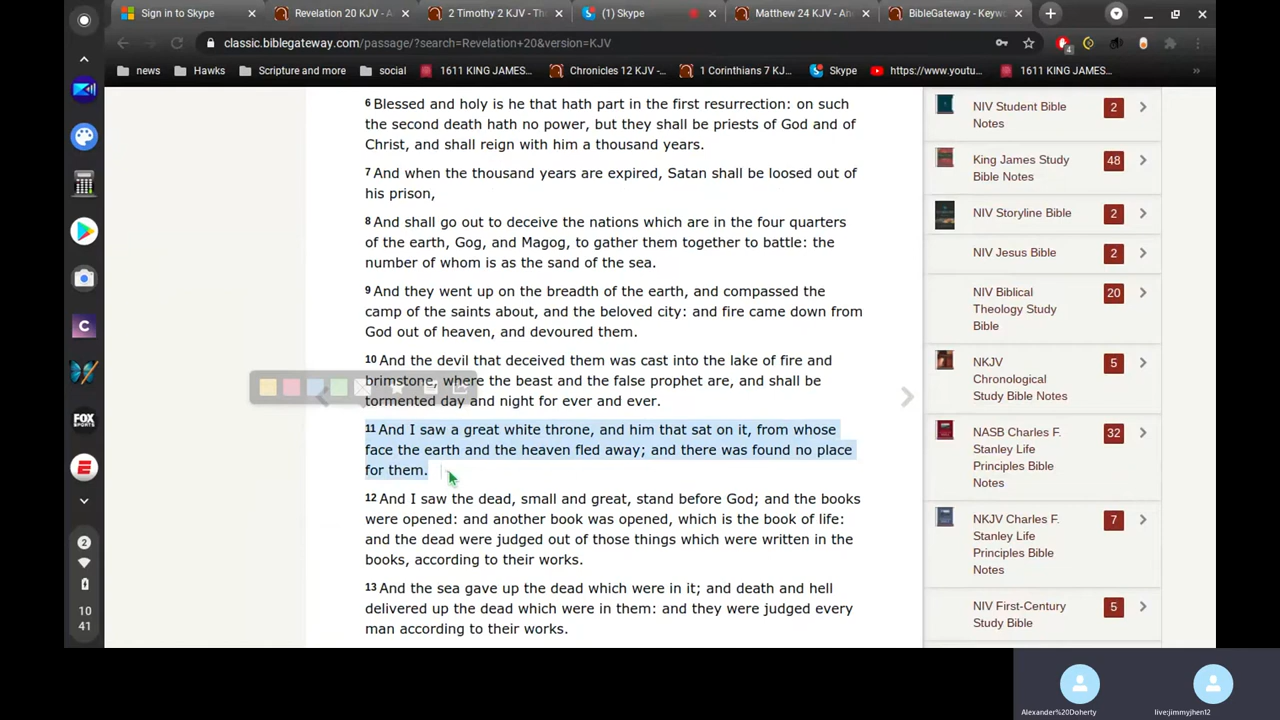 Sign in to Skype
Revelation 20 KJV - A
2 Timothy 2 KJV - Th
(1) Skype
Matthew 24 KJV - An
BibleGateway - Keyw
classic.biblegateway.com/passage/?search=Revelation+20&version=KJV
4
news
Hawks
Scripture and more
social
1611 KING JAMES...
Chronicles 12 KJV -...
1 Corinthians 7 KJ...
Skype
https://www.youtu...
1611 KING JAMES...
6 Blessed and holy is he that hath part in the first resurrection: on such
the second death hath no power, but they shall be priests of God and of
Christ, and shall reign with him a thousand years.
7 And when the thousand years are expired, Satan shall be loosed out of
his prison,
8 And shall go out to deceive the nations which are in the four quarters
of the earth, Gog, and Magog, to gather them together to battle: the
number of whom is as the sand of the sea.
9 And they went up on the breadth of the earth, and compassed the
camp of the saints about, and the beloved city: and fire came down from
God out of heaven, and devoured them.
10 And the devil that deceived them was cast into the lake of fire and
brimstone, where the beast and the false prophet are, and shall be
tormented day and night for ever and ever.
11 And I saw a great white throne, and him that sat on it, from whose
face the earth and the heaven fled away; and there was found no place
for them.
12 And I saw the dead, small and great, stand before God; and the books
were opened: and another book was opened, which is the book of life:
and the dead were judged out of those things which were written in the
books, according to their works.
13 And the sea gave up the dead which were in it; and death and hell
delivered up the dead which were in them: and they were judged every
man according to their works.
NIV Student Bible
Notes
2
King James Study
Bible Notes
48
NIV Storyline Bible
2
NIV Jesus Bible
2
NIV Biblical
Theology Study
Bible
20
NKJV
Chronological
Study Bible Notes
5
NASB Charles F.
Stanley Life
Principles Bible
Notes
32
NKJV Charles F.
Stanley Life
Principles Bible
Notes
7
NIV First-Century
Study Bible
5
C
FOX
SPORTS
E
2
10
41
Alexander%20Doherty
live:jimmyjhen12